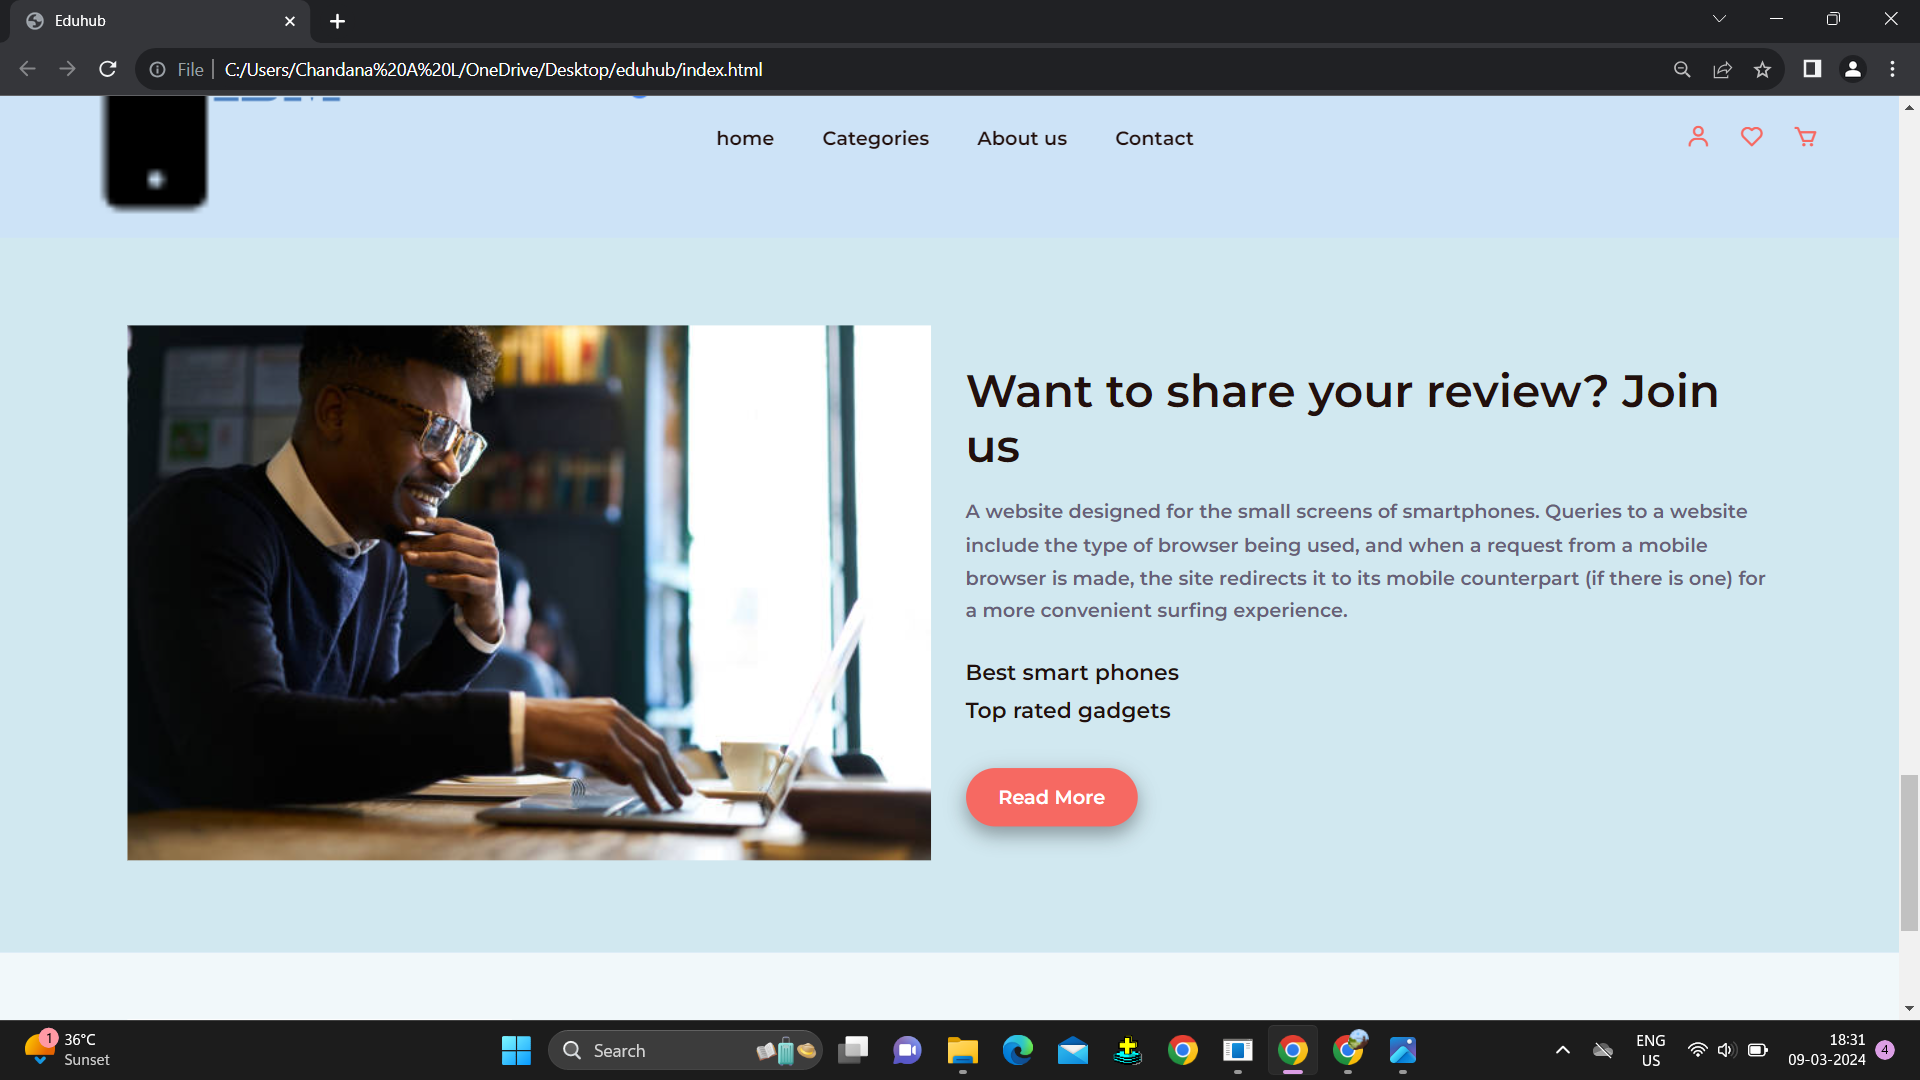 Eduhub
File
C:/Users/Chandana%20A%20L/OneDrive/Desktop/eduhub/index.html
home
Categories
About us
Contact
Want to share your review? Join
us
A website designed for the small screens of smartphones. Queries to a website
include the type of browser being used, and when a request from a mobile
browser is made, the site redirects it to its mobile counterpart (if there is one) for
a more convenient surfing experience.
Best smart phones
Top rated gadgets
Read More
1
36°C
Sunset
Search
ENG
US
18:31
09-03-2024
4